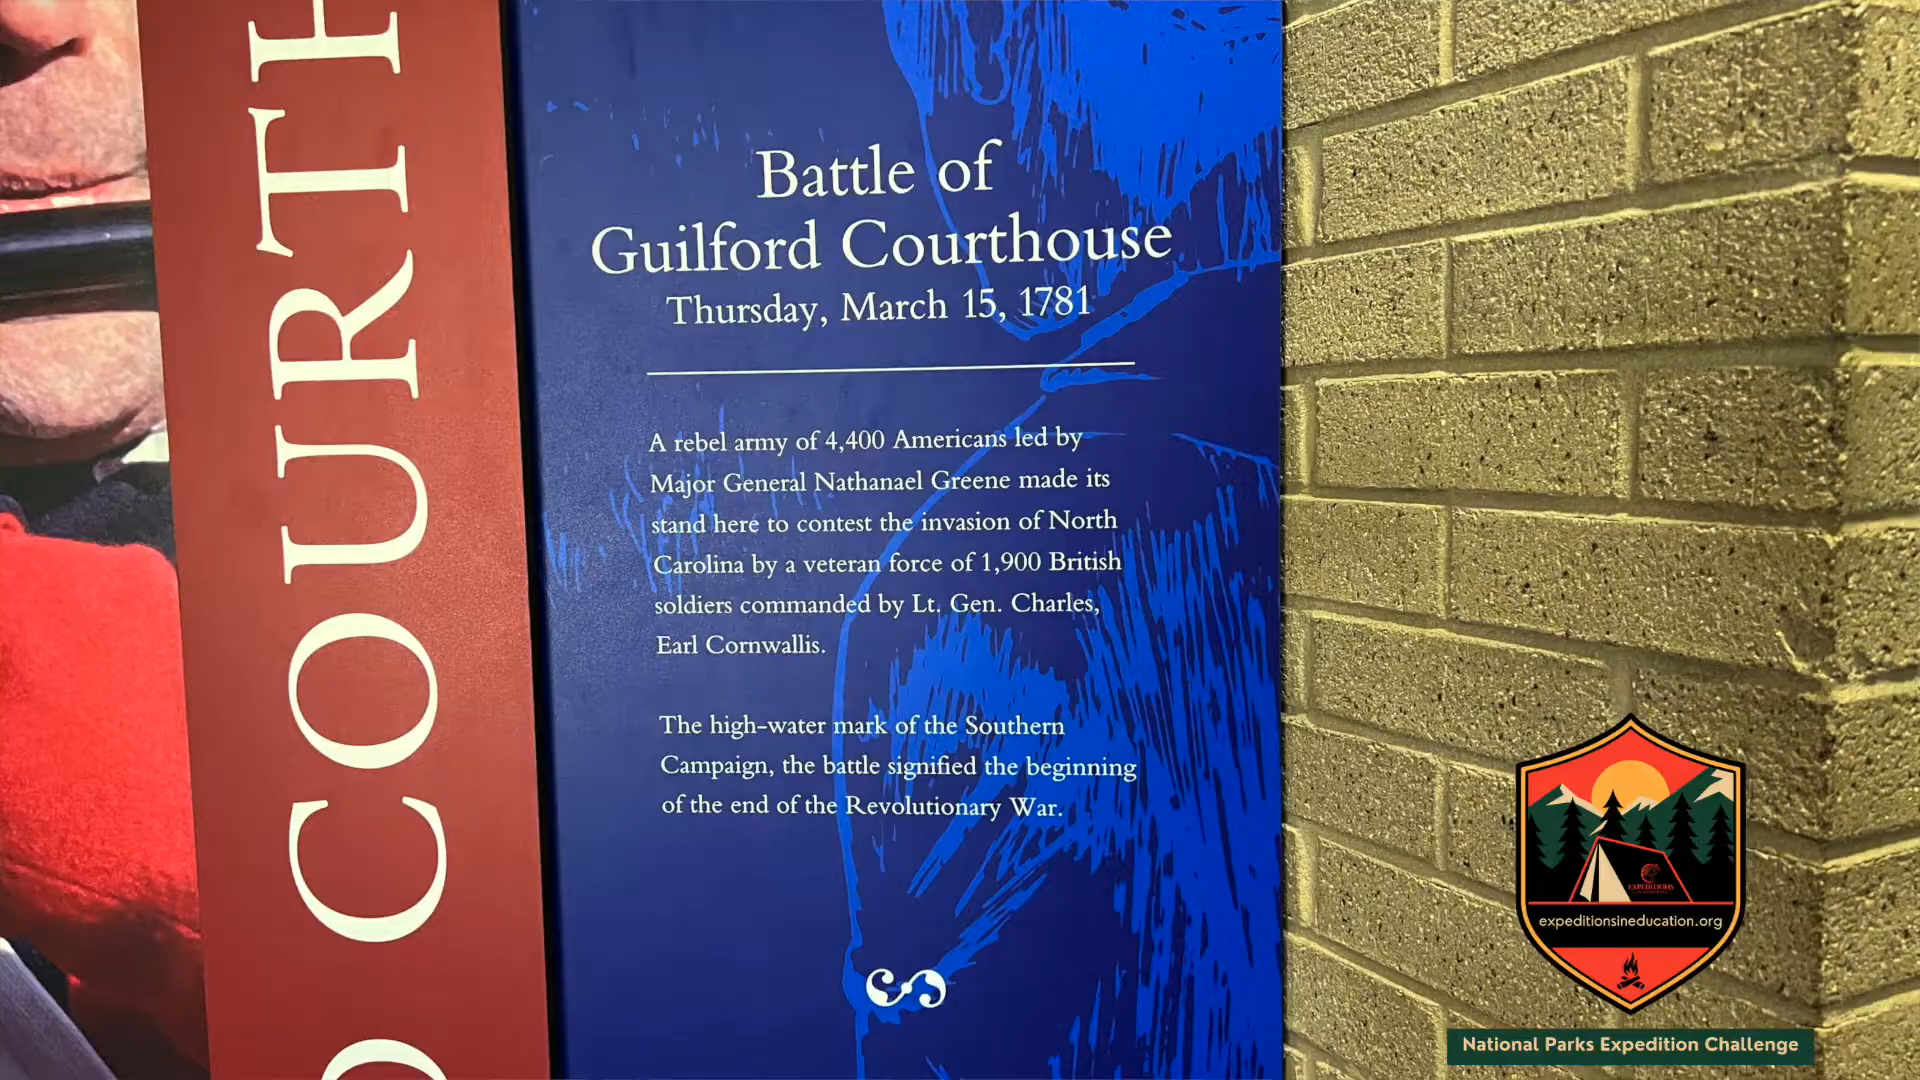 D COURTH
Battle of
Guilford Courthouse
Thursday, March 15, 1781
A rebel army of 4,400 Americans led by
Major General Nathanael Greene made its
stand here to contest the invasion of North
Carolina by a veteran force of 1,900 British
soldiers commanded by Lt. Gen. Charles,
Earl Cornwallis.
The high-water mark of the Southern
Campaign, the battle signified the beginning
of the end of the Revolutionary War.
EXPEDITIONS
expeditionsineducation.org
National Parks Expedition Challenge